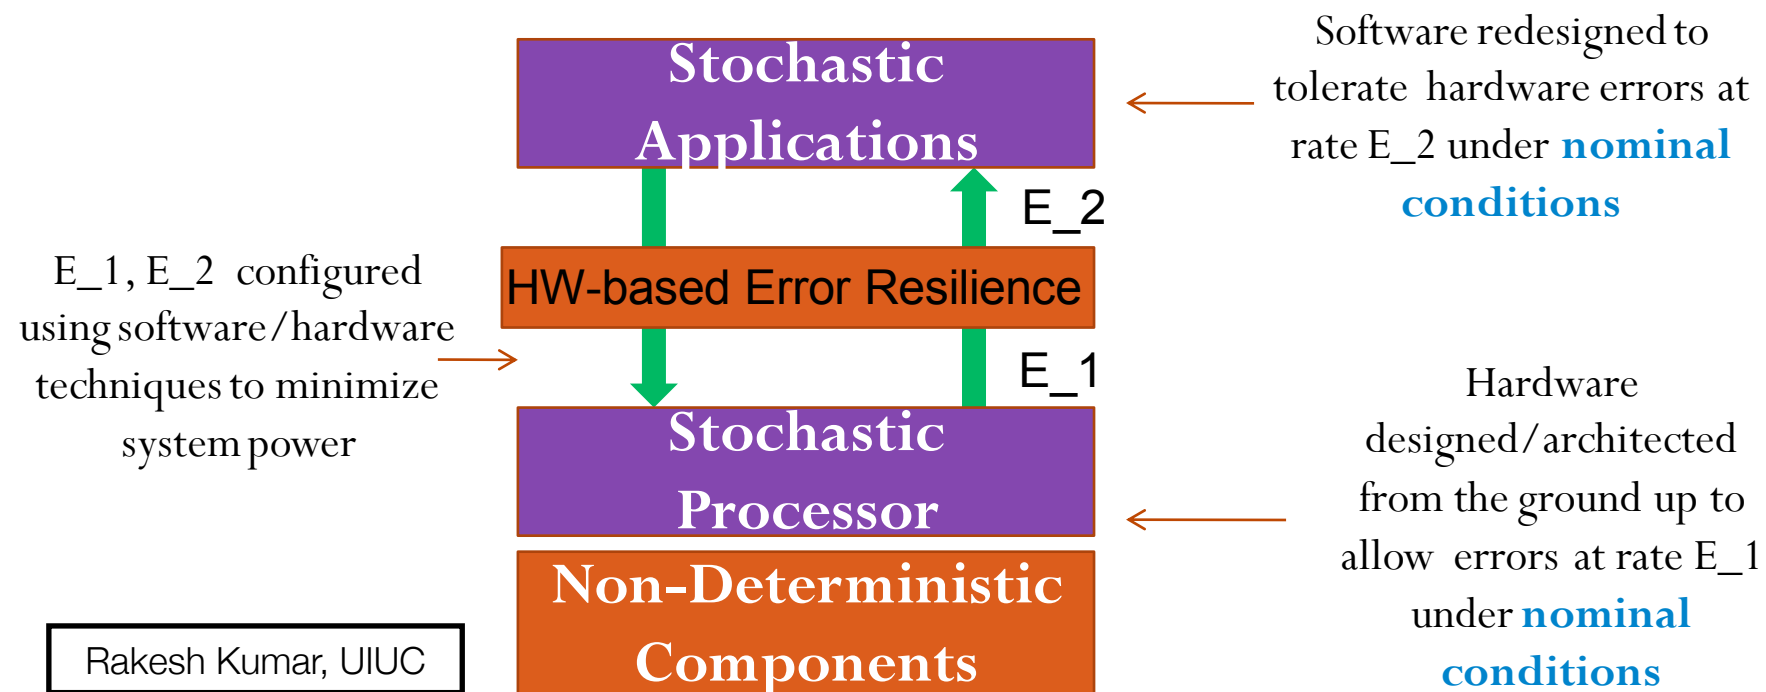 Stochastic
Applications
Software redesigned to
tolerate hardware errors at
rate E_2 under nominal
conditions
E_2
E_1, E_2 configured
using software/hardware
techniques to minimize
system power
HW-based Error Resilience
E_1
Stochastic
Processor
Hardware
designed/architected
from the ground up to
allow errors at rate E_1
under nominal
conditions
Non-Deterministic
Components
Rakesh Kumar, UIUC